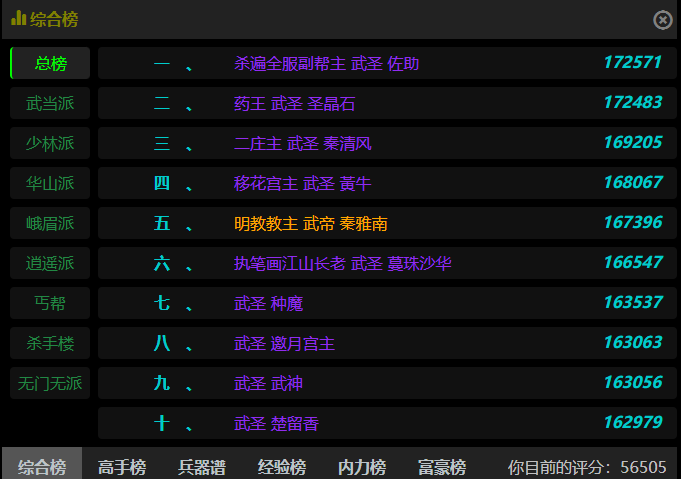 综合榜
总榜
武当派
少林派
华山派
峨眉派
逍遥派
丐帮
杀手楼
无门无派
一 、 杀遍全服副帮主 武圣 佐助 172571
二 、 药王 武圣 圣晶石 172483
三 、 二庄主 武圣 秦清风 169205
四 、 移花宫主 武圣 黃牛 168067
五 、 明教教主 武帝 秦雅南 167396
六 、 执笔画江山长老 武圣 蔓珠沙华 166547
七 、 武圣 种魔 163537
八 、 武圣 邀月宫主 163063
九 、 武圣 武神 163056
十 、 武圣 楚留香 162979
综合榜 高手榜 兵器谱 经验榜 内力榜 富豪榜 你目前的评分：56505